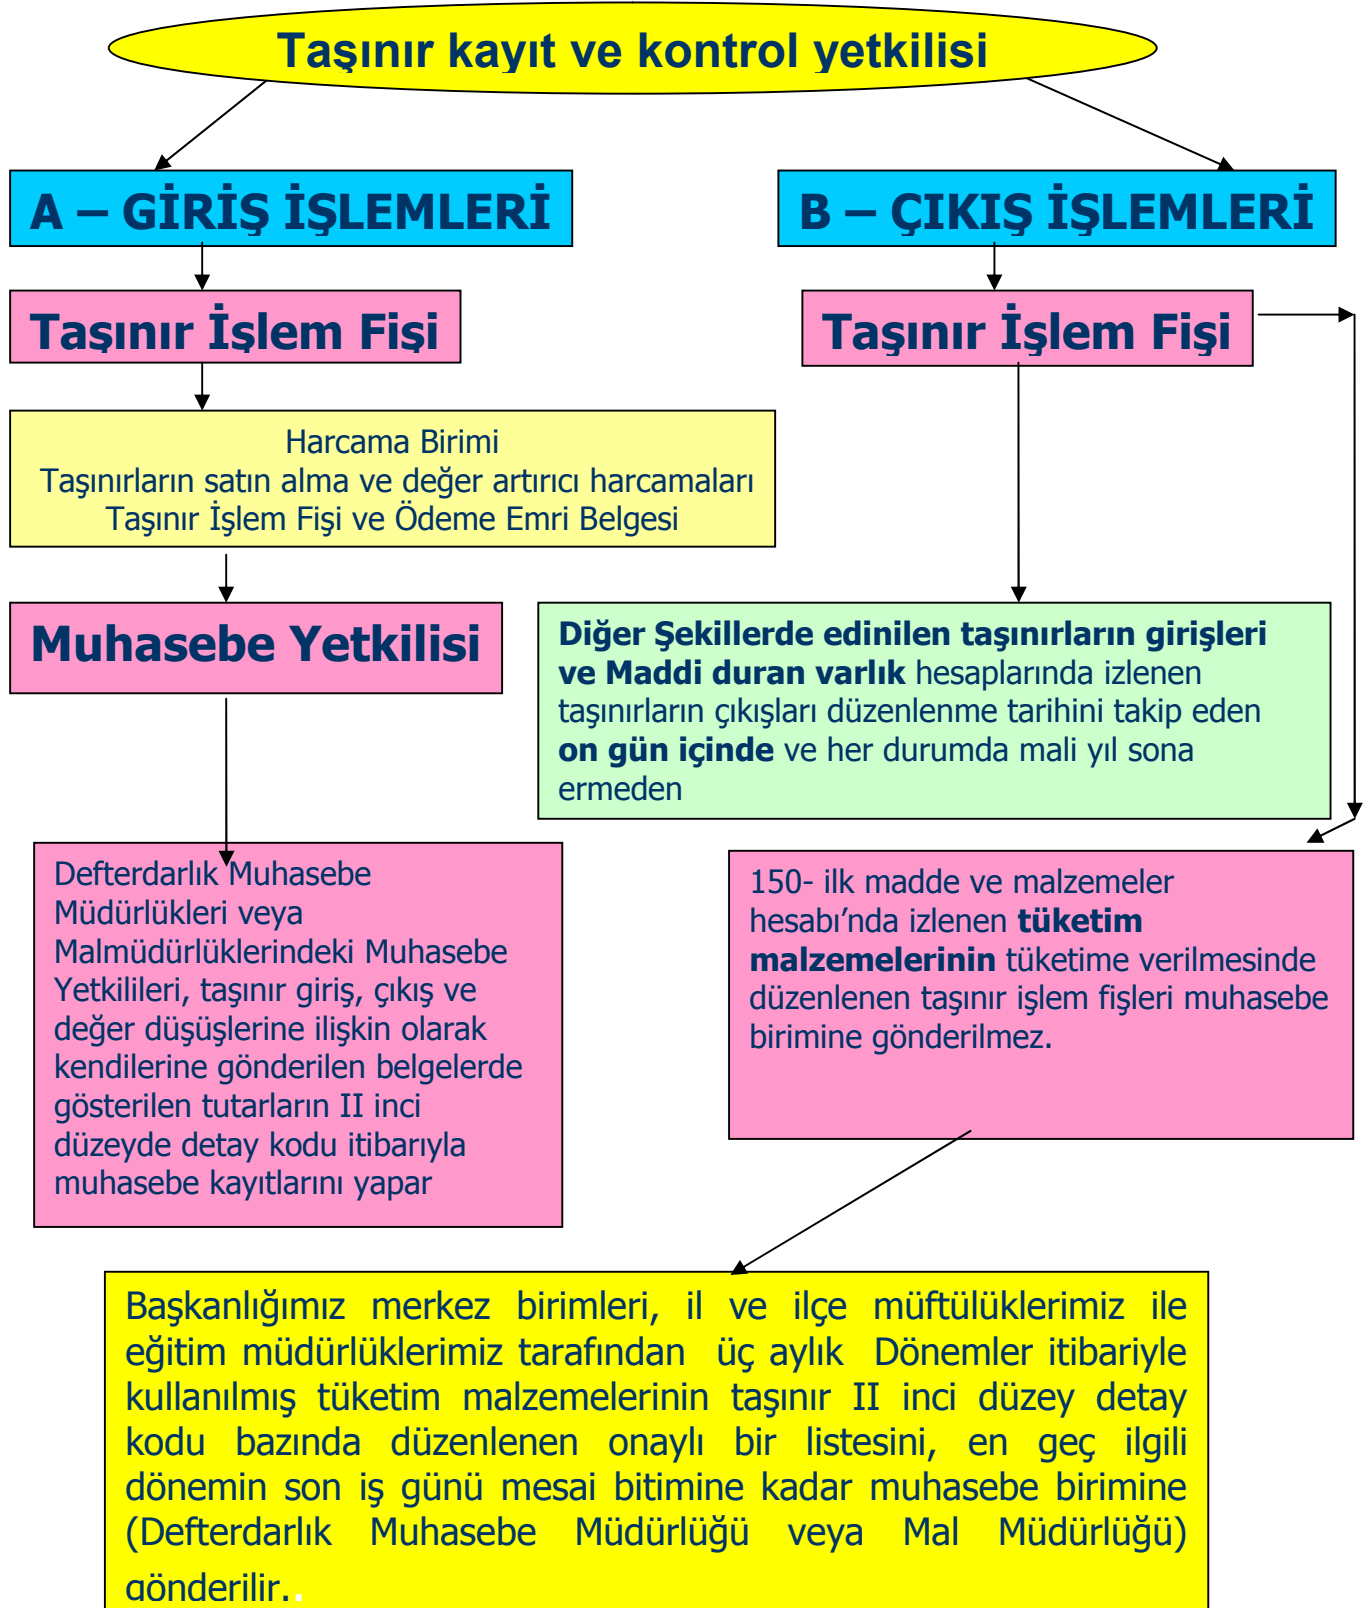 Taşınır kayıt ve kontrol yetkilisi
A – GİRİŞ İŞLEMLERİ
B – ÇIKIŞ İŞLEMLERİ
Taşınır İşlem Fişi
Taşınır İşlem Fişi
Harcama Birimi
Taşınırların satın alma ve değer artırıcı harcamaları
Taşınır İşlem Fişi ve Ödeme Emri Belgesi
Muhasebe Yetkilisi
Diğer Şekillerde edinilen taşınırların girişleri
ve Maddi duran varlık hesaplarında izlenen
taşınırların çıkışları düzenlenme tarihini takip eden
on gün içinde ve her durumda mali yıl sona
ermeden
Defterdarlık Muhasebe
Müdürlükleri veya
Malmüdürlüklerindeki Muhasebe
Yetkilileri, taşınır giriş, çıkış ve
değer düşüşlerine ilişkin olarak
kendilerine gönderilen belgelerde
gösterilen tutarların II inci
düzeyde detay kodu itibarıyla
muhasebe kayıtlarını yapar
150- ilk madde ve malzemeler
hesabı’nda izlenen tüketim
malzemelerinin tüketime verilmesinde
düzenlenen taşınır işlem fişleri muhasebe
birimine gönderilmez.
Başkanlığımız merkez birimleri, il ve ilçe müftülüklerimiz ile
eğitim müdürlüklerimiz tarafından üç aylık Dönemler itibariyle
kullanılmış tüketim malzemelerinin taşınır II inci düzey detay
kodu bazında düzenlenen onaylı bir listesini, en geç ilgili
dönemin son iş günü mesai bitimine kadar muhasebe birimine
(Defterdarlık Muhasebe Müdürlüğü veya Mal Müdürlüğü)
gönderilir..